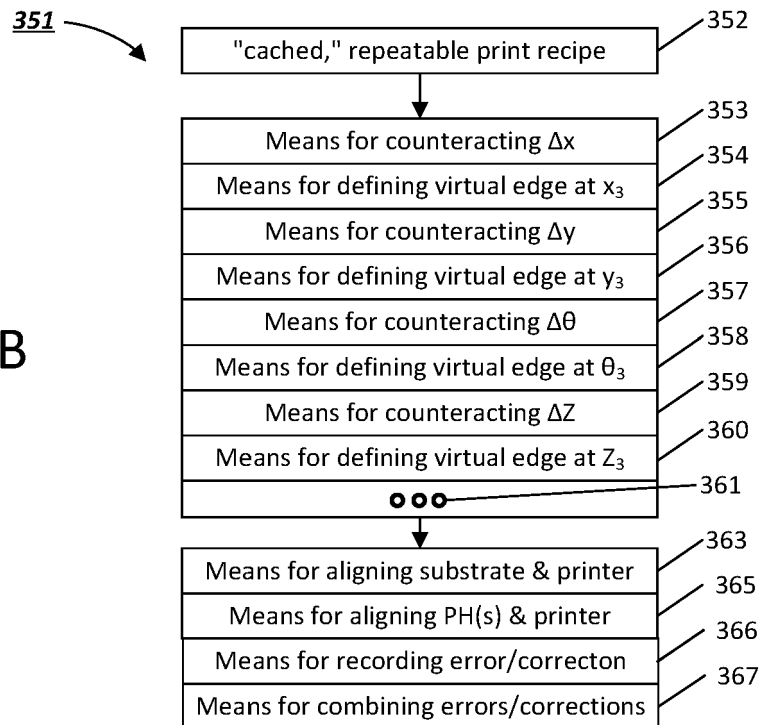 351
"cached," repeatable print recipe 352
353
Means for counteracting Δx
354
Means for defining virtual edge at x₃
355
Means for counteracting Δy
356
Means for defining virtual edge at y₃
357
Means for counteracting Δθ
358
B
Means for defining virtual edge at θ₃
359
Means for counteracting ΔZ
360
Means for defining virtual edge at Z₃
361
363
Means for aligning substrate & printer
365
Means for aligning PH(s) & printer
366
Means for recording error/correcton
367
Means for combining errors/corrections